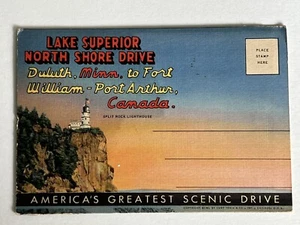 LAKE SUPERIOR
NORTH SHORE DRIVE
Duluth, Minn. to Fort
William - Port Arthur,
Canada.
PLACE
STAMP
HERE
SPLIT ROCK LIGHTHOUSE
AMERICA'S GREATEST SCENIC DRIVE